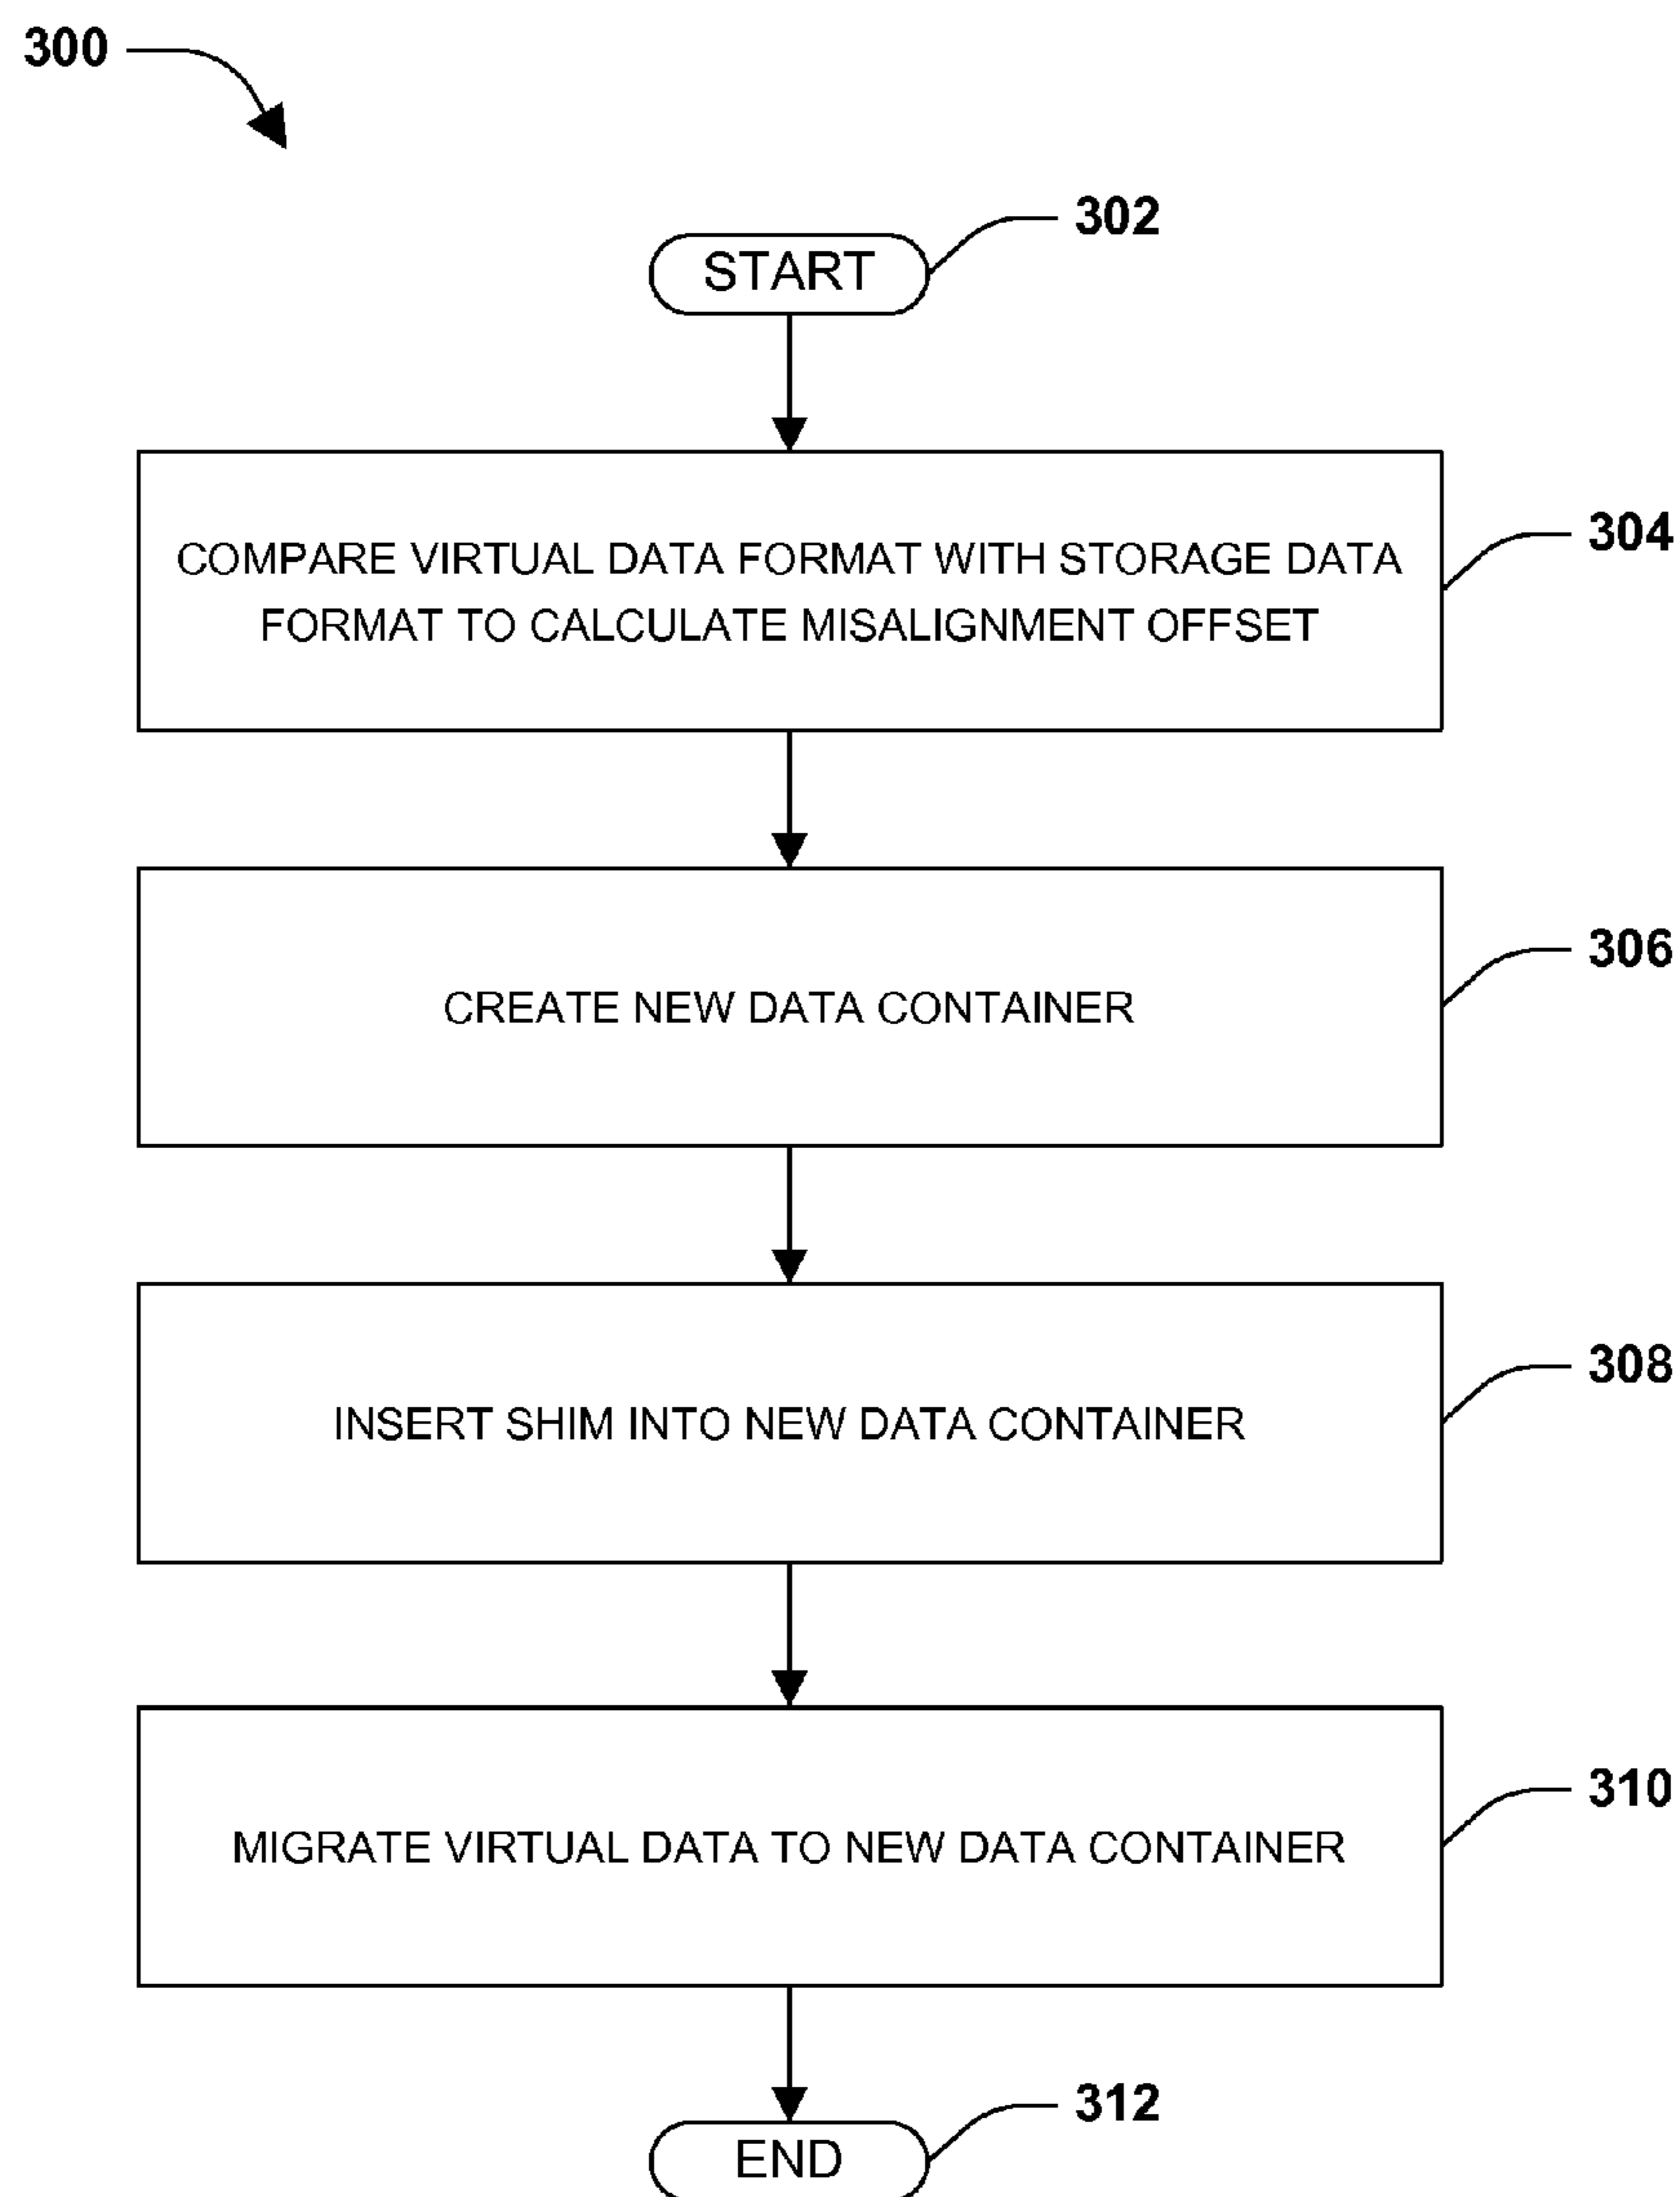 300
302
START
304
COMPARE VIRTUAL DATA FORMAT WITH STORAGE DATA
FORMAT TO CALCULATE MISALIGNMENT OFFSET
306
CREATE NEW DATA CONTAINER
308
INSERT SHIM INTO NEW DATA CONTAINER
310
MIGRATE VIRTUAL DATA TO NEW DATA CONTAINER
312
END